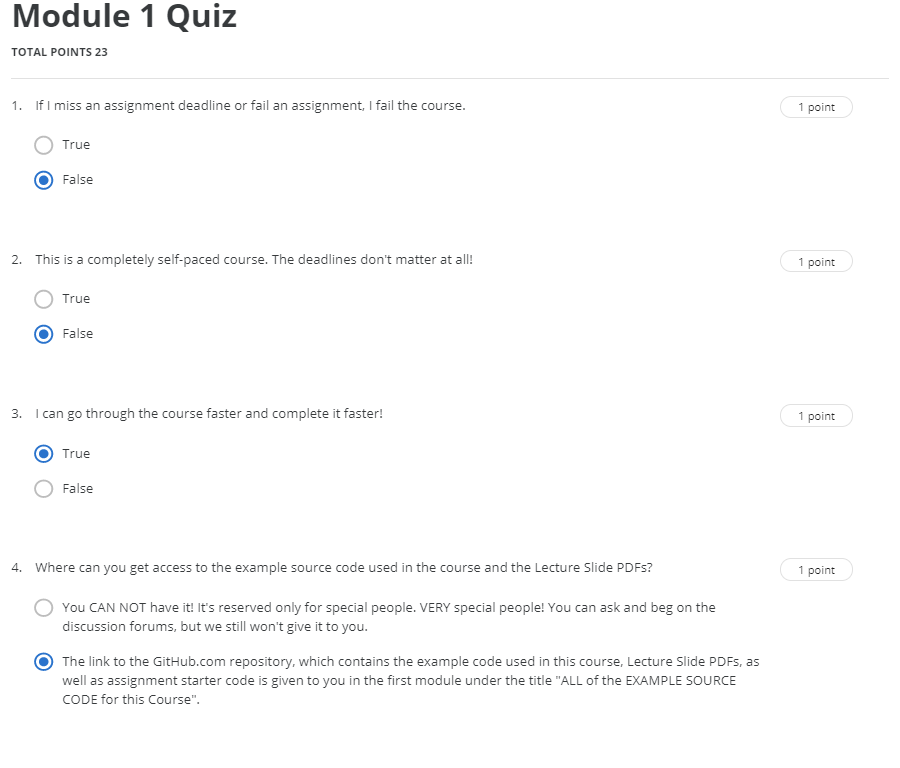 Module 1 Quiz
TOTAL POINTS 23
1. If I miss an assignment deadline or fail an assignment, I fail the course.
1 point
True
False
2. This is a completely self-paced course. The deadlines don't matter at all!
1 point
True
False
3. I can go through the course faster and complete it faster!
1 point
True
False
4. Where can you get access to the example source code used in the course and the Lecture Slide PDFs?
1 point
You CAN NOT have it! It's reserved only for special people. VERY special people! You can ask and beg on the
discussion forums, but we still won't give it to you.
The link to the GitHub.com repository, which contains the example code used in this course, Lecture Slide PDFs, as
well as assignment starter code is given to you in the first module under the title "ALL of the EXAMPLE SOURCE
CODE for this Course".